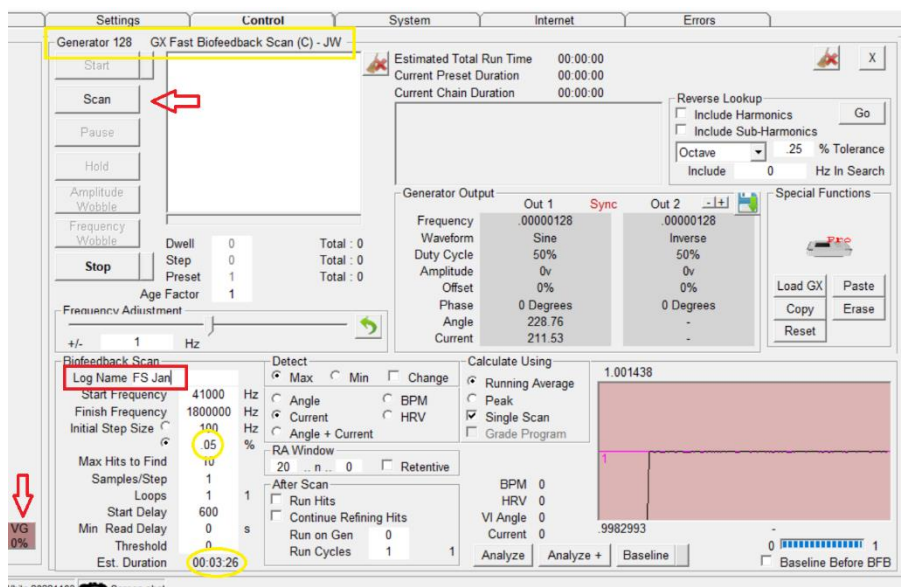 Settings Control System Internet Errors
Generator 128 GX Fast Biofeedback Scan (C) - JW
Start
Scan
Pause
Hold
Amplitude Wobble
Frequency Wobble
Stop
Dwell 0 Total : 0
Step 0 Total : 0
Preset 1 Total : 0
Age Factor 1
Estimated Total Run Time 00:00:00
Current Preset Duration 00:00:00
Current Chain Duration 00:00:00
X
Reverse Lookup
Include Harmonics Go
Include Sub-Harmonics
Octave .25 % Tolerance
Include 0 Hz In Search
Generator Output
Out 1 Sync Out 2 -|+|
Frequency .00000128 .00000128
Waveform Sine Inverse
Duty Cycle 50% 50%
Amplitude 0v 0v
Offset 0% 0%
Phase 0 Degrees 0 Degrees
Angle 228.76 -
Current 211.53 -
Special Functions
Pro
Load GX Paste
Copy Erase
Reset
Frequency Adjustment
+/- 1 Hz
Biofeedback Scan
Log Name FS Jan
Start Frequency 41000 Hz
Finish Frequency 1800000 Hz
Initial Step Size 100 Hz
.05 %
Max Hits to Find 10
Samples/Step 1
Loops 1 1
Start Delay 600
Min Read Delay 0 s
Threshold 0
Est. Duration 00:03:26
VG
0%
Detect
Max Min Change
Angle BPM
Current HRV
Angle + Current
RA Window
20 .. n .. 0 Retentive
After Scan
Run Hits
Continue Refining Hits
Run on Gen 0
Run Cycles 1 1
Calculate Using
Running Average
Peak
Single Scan
Grade Program
BPM 0
HRV 0
VI Angle 0
Current 0
Analyze Analyze + Baseline
1.001438
1
.9982993 -
0 1
Baseline Before BFB